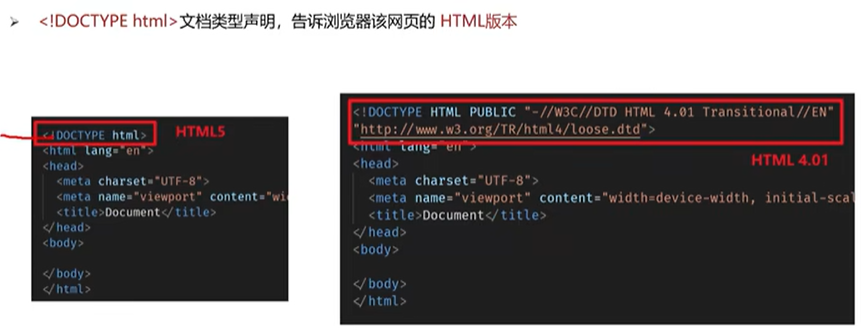 ➢ <!DOCTYPE html>文档类型声明，告诉浏览器该网页的 HTML版本
<!DOCTYPE html>
HTML5
<html lang="en">
<head>
<meta charset="UTF-8">
<meta name="viewport" content="wi
<title>Document</title>
</head>
<body>
</body>
</html>
<!DOCTYPE HTML PUBLIC "-//W3C//DTD HTML 4.01 Transitional//EN"
"http://www.w3.org/TR/html4/loose.dtd">
HTML 4.01
<html lang="en">
<head>
<meta charset="UTF-8">
<meta name="viewport" content="width=device-width, initial-scal
<title>Document</title>
</head>
<body>
</body>
</html>